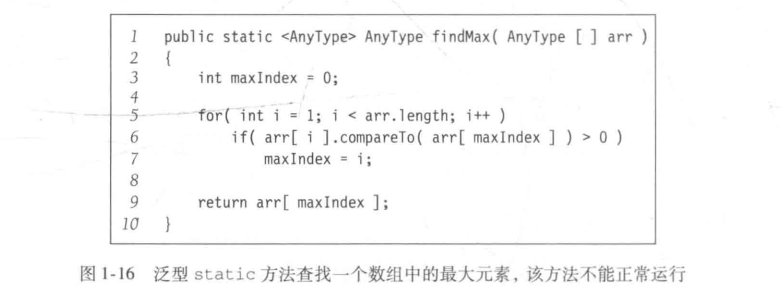 1 public static <AnyType> AnyType findMax( AnyType [ ] arr )
2 {
3     int maxIndex = 0;
4
5     for( int i = 1; i < arr.length; i++ )
6         if( arr[ i ].compareTo( arr[ maxIndex ] ) > 0 )
7             maxIndex = i;
8
9     return arr[ maxIndex ];
10 }
图 1-16 泛型 static 方法查找一个数组中的最大元素，该方法不能正常运行